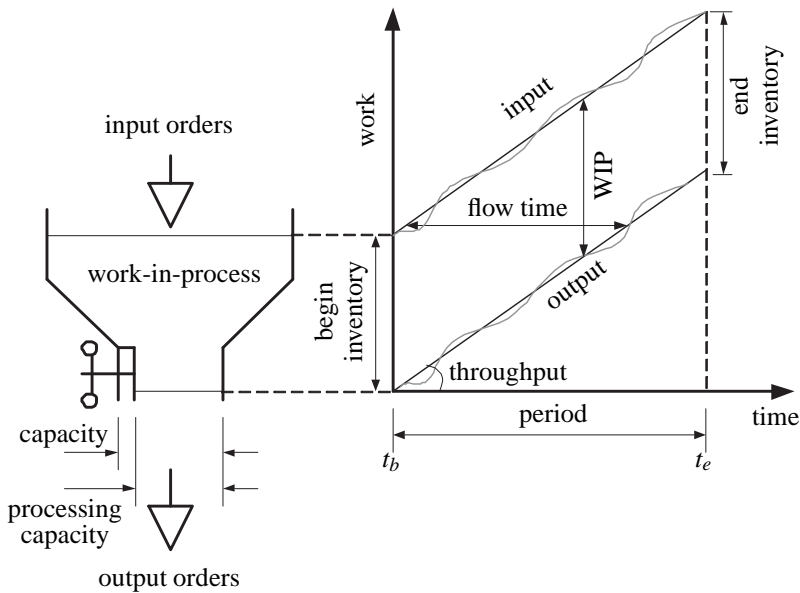 input orders
work-in-process
capacity
processing
capacity
output orders
work
begin
inventory
input
WIP
flow time
output
throughput
end
inventory
period
time
t_b
t_e